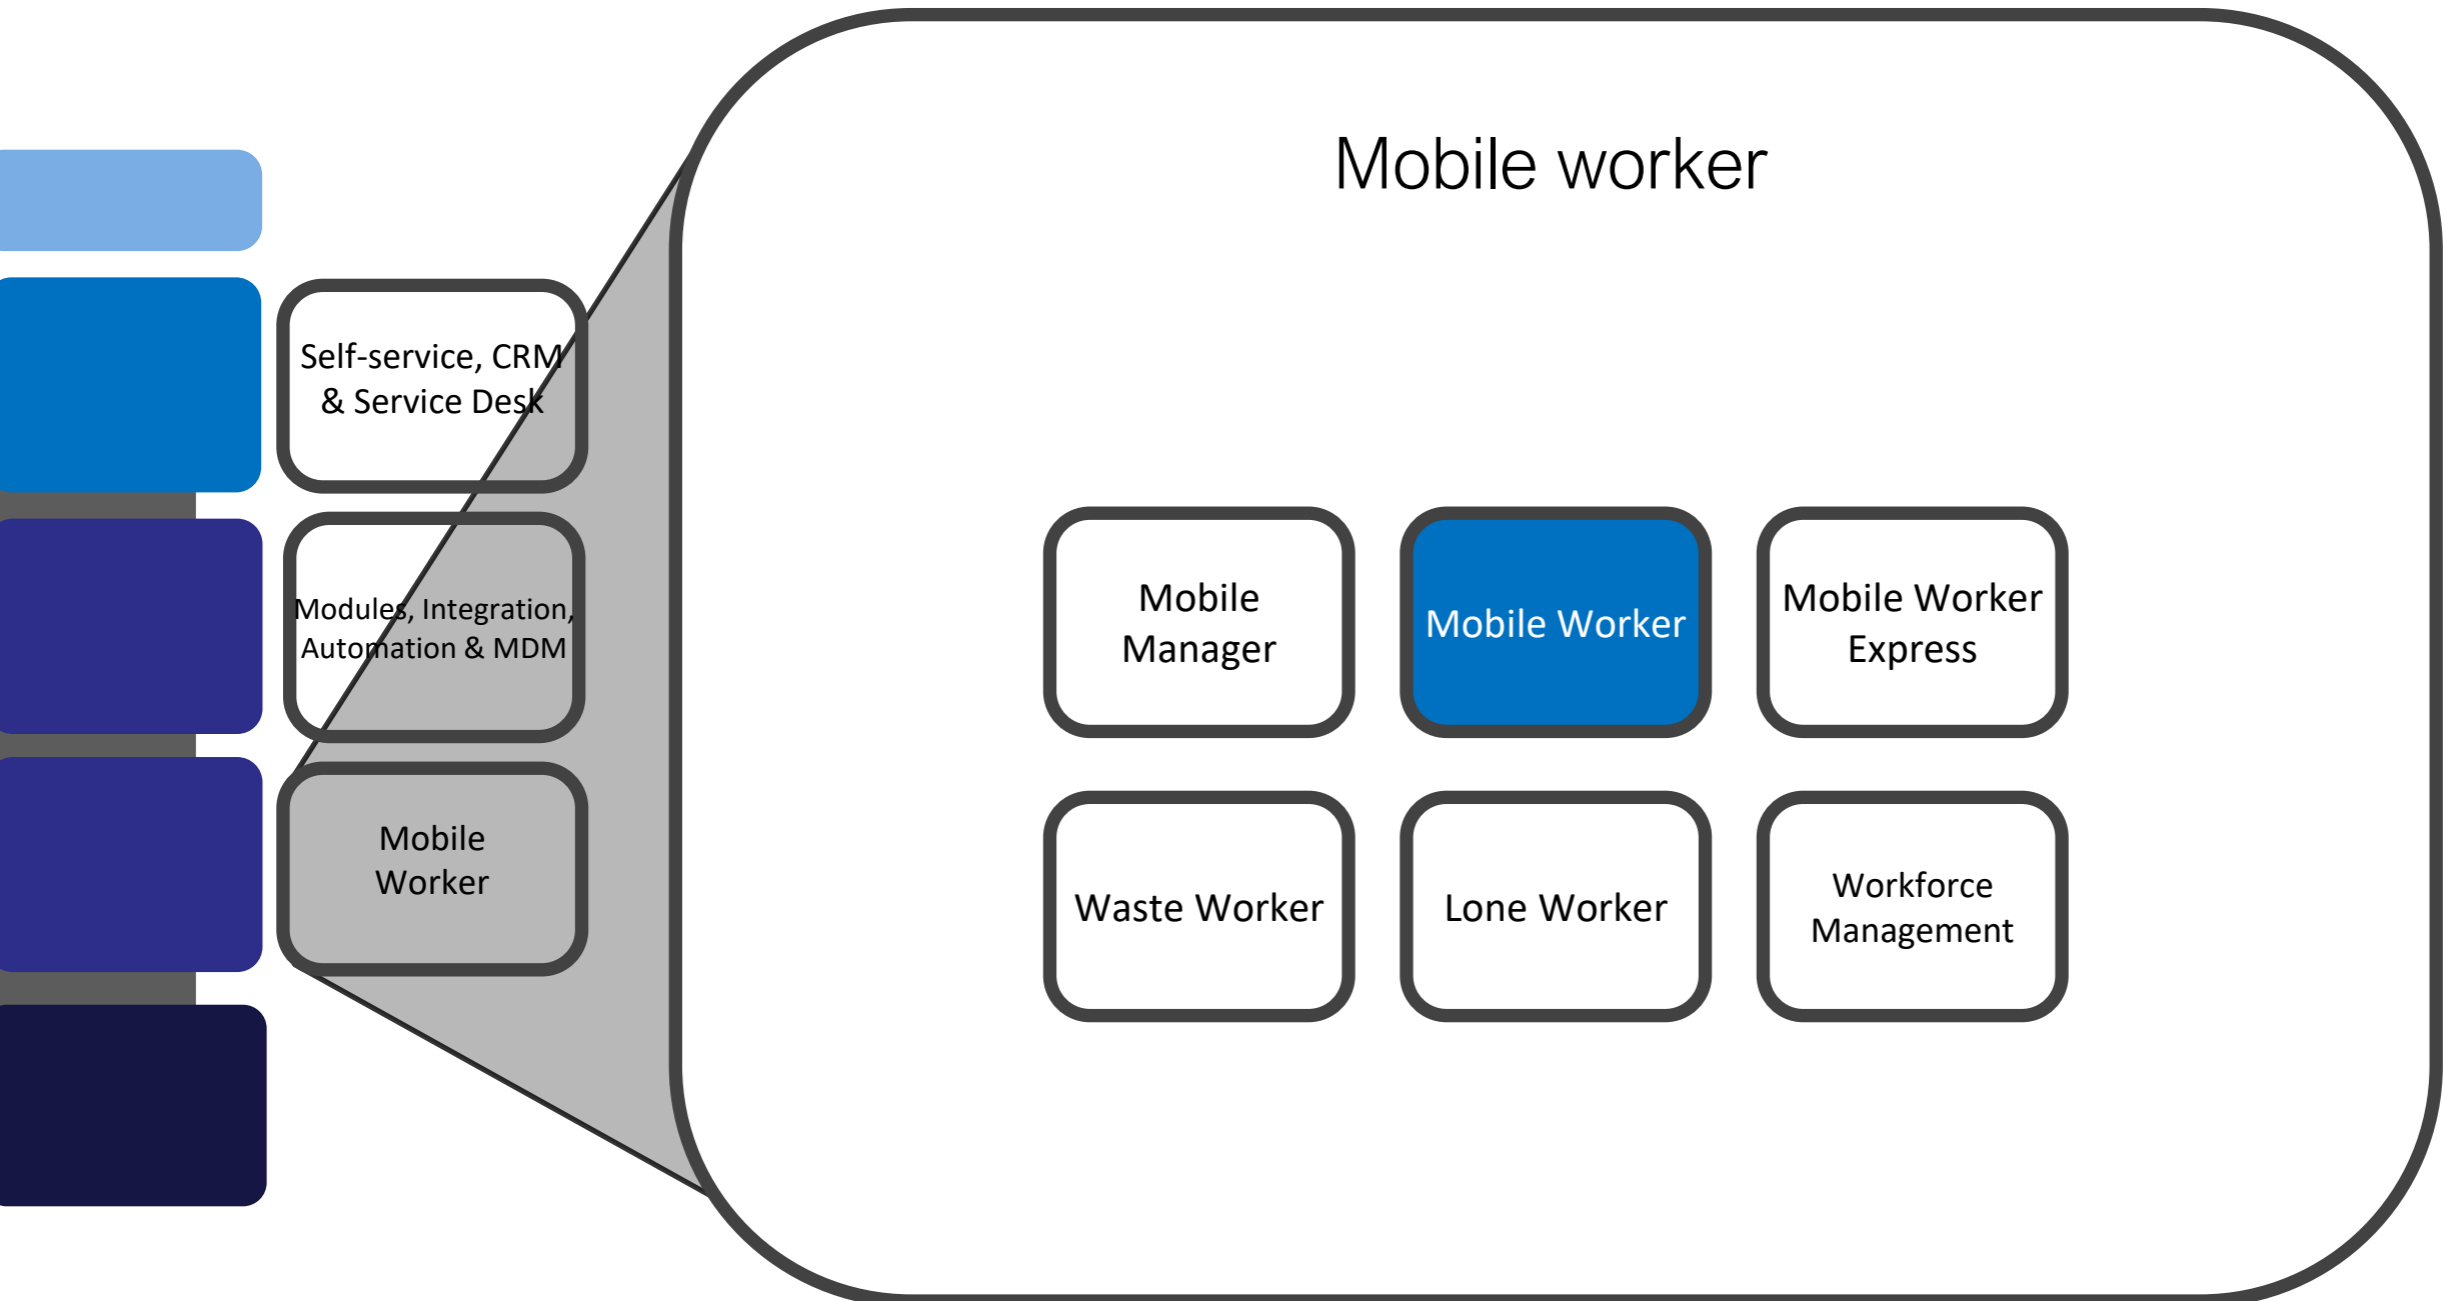 Mobile worker
Self-service, CRM
& Service Desk
Modules, Integration,
Automation & MDM
Mobile
Worker
Mobile
Manager
Mobile Worker
Mobile Worker
Express
Waste Worker
Lone Worker
Workforce
Management